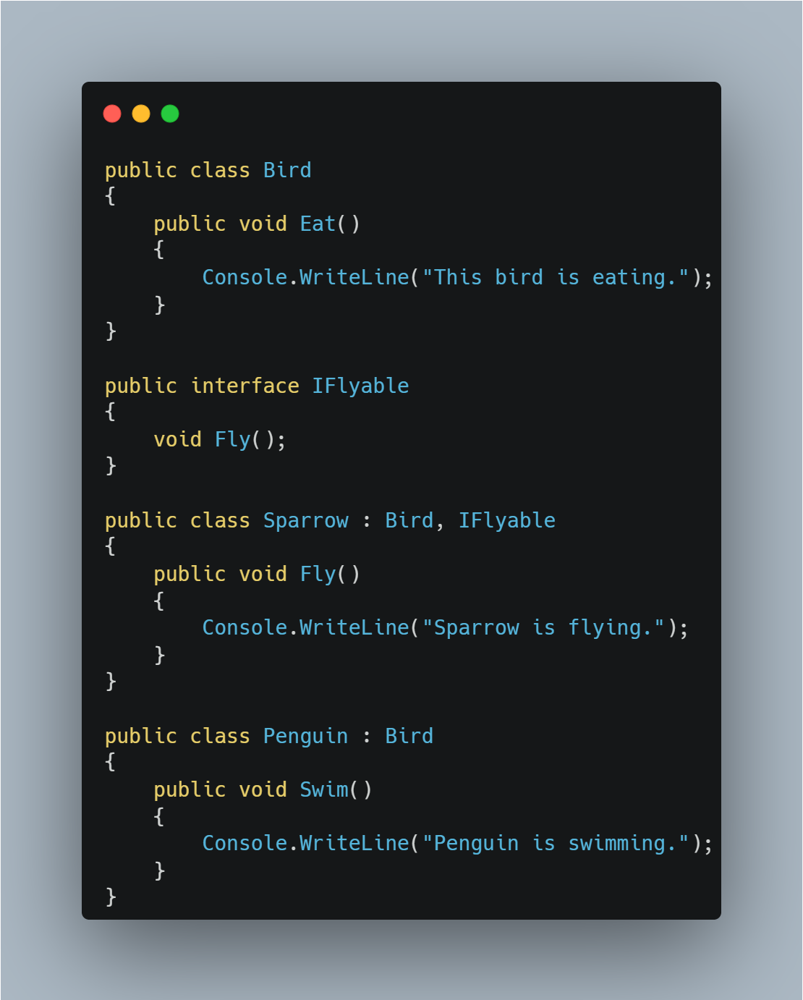 public class Bird
{
    public void Eat()
    {
        Console.WriteLine("This bird is eating.");
    }
}

public interface IFlyable
{
    void Fly();
}

public class Sparrow : Bird, IFlyable
{
    public void Fly()
    {
        Console.WriteLine("Sparrow is flying.");
    }
}

public class Penguin : Bird
{
    public void Swim()
    {
        Console.WriteLine("Penguin is swimming.");
    }
}